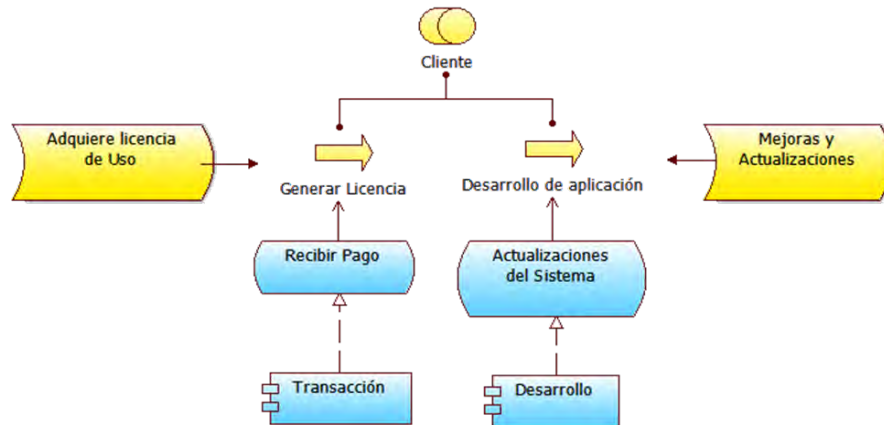 Cliente
Adquiere licencia
de Uso
Mejoras y
Actualizaciones
Generar Licencia
Desarrollo de aplicación
Recibir Pago
Actualizaciones
del Sistema
Transacción
Desarrollo